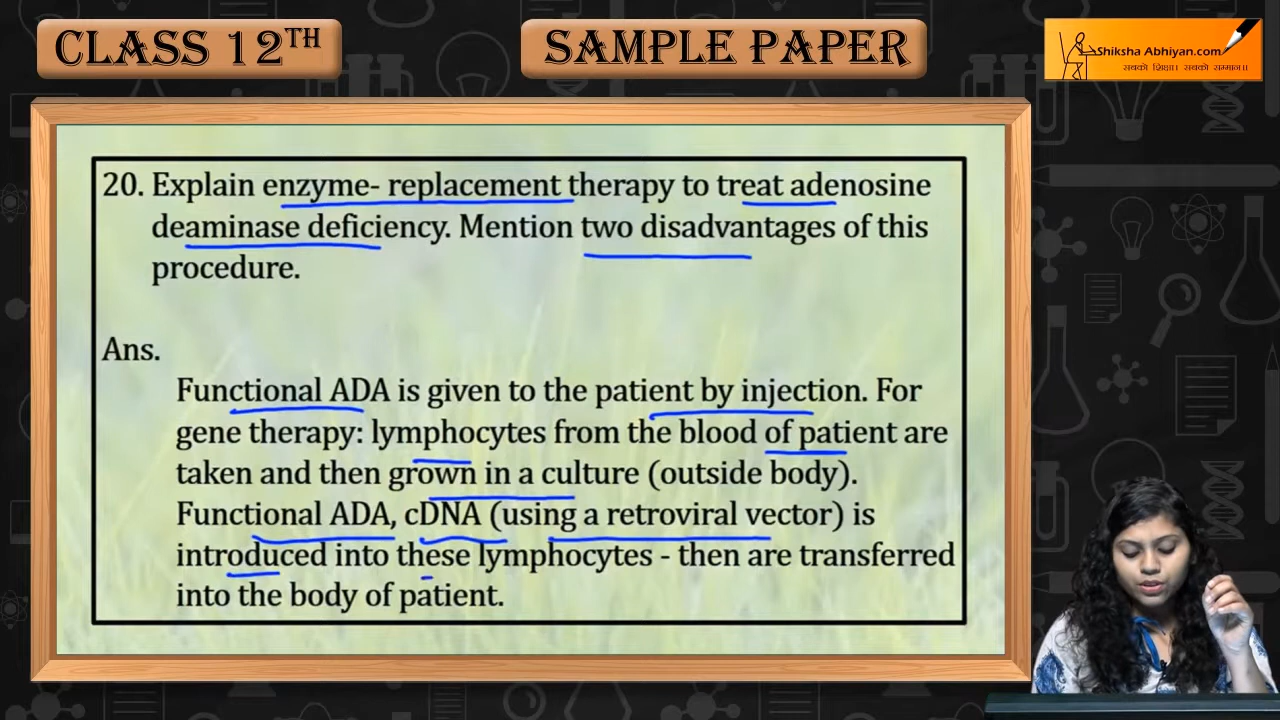 CLASS 12TH
SAMPLE PAPER
Shiksha Abhiyan.com
सबको शिक्षा। सबको सम्मान।।
20. Explain enzyme- replacement therapy to treat adenosine
deaminase deficiency. Mention two disadvantages of this
procedure.
Ans.
Functional ADA is given to the patient by injection. For
gene therapy: lymphocytes from the blood of patient are
taken and then grown in a culture (outside body).
Functional ADA, cDNA (using a retroviral vector) is
introduced into these lymphocytes - then are transferred
into the body of patient.